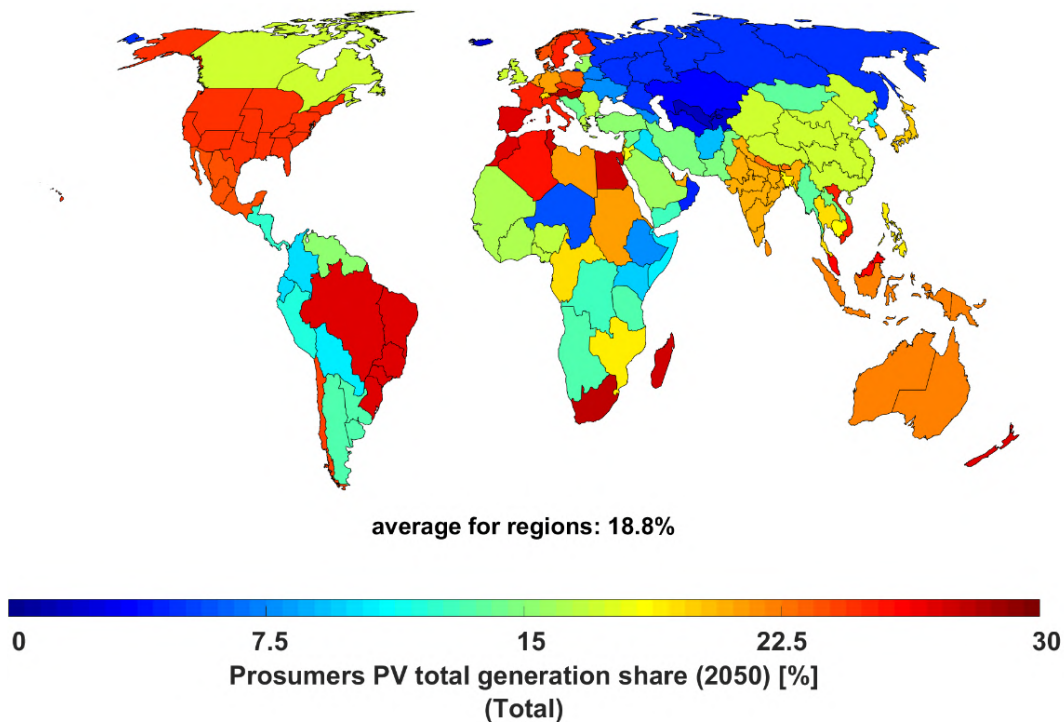 average for regions: 18.8%
0 7.5 15 22.5 30
Prosumers PV total generation share (2050) [%]
(Total)